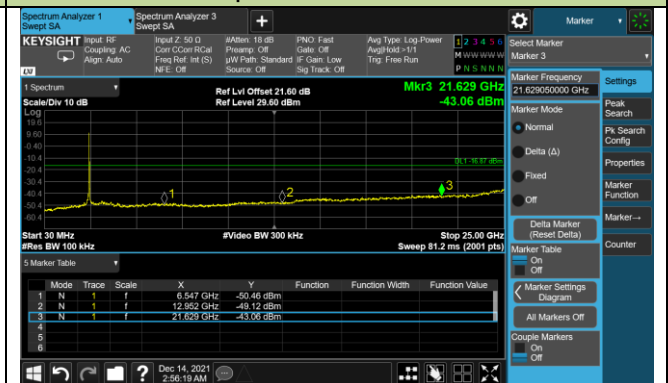 Spectrum Analyzer 1
Swept SA
Spectrum Analyzer 3
Swept SA
+
Marker
KEYSIGHT
Input: RF
Coupling: AC
Align: Auto
Input Z: 50 Ω
Corr CCorr RCal
Freq Ref: Int (S)
NFE: Off
#Atten: 18 dB
Preamp: Off
µW Path: Standard
Source: Off
PNO: Fast
Gate: Off
IF Gain: Low
Sig Track: Off
Avg Type: Log-Power
Avg|Hold:>1/1
Trig: Free Run
1 2 3 4 5 6
M W W W W W
P N S N N N
LXI
Select Marker
Marker 3
1 Spectrum
Scale/Div 10 dB
Ref Lvl Offset 21.60 dB
Ref Level 29.60 dBm
Mkr3 21.629 GHz
-43.06 dBm
Log
19.6
9.60
-0.40
-10.4
-20.4
-30.4
-40.4
-50.4
-60.4
DL1 -16.87 dBm
1
2
3
Start 30 MHz
#Res BW 100 kHz
#Video BW 300 kHz
Stop 25.00 GHz
Sweep 81.2 ms (2001 pts)
5 Marker Table
Mode Trace Scale X Y Function Function Width Function Value
1 N 1 f 6.547 GHz -50.46 dBm
2 N 1 f 12.952 GHz -49.12 dBm
3 N 1 f 21.629 GHz -43.06 dBm
4
5
6
Marker Frequency
21.629050000 GHz
Marker Mode
Normal
Delta (Δ)
Fixed
Off
Delta Marker
(Reset Delta)
Marker Table
On
Off
Marker Settings
Diagram
All Markers Off
Couple Markers
On
Off
Settings
Peak
Search
Pk Search
Config
Properties
Marker
Function
Marker→
Counter
?
Dec 14, 2021
2:56:19 AM